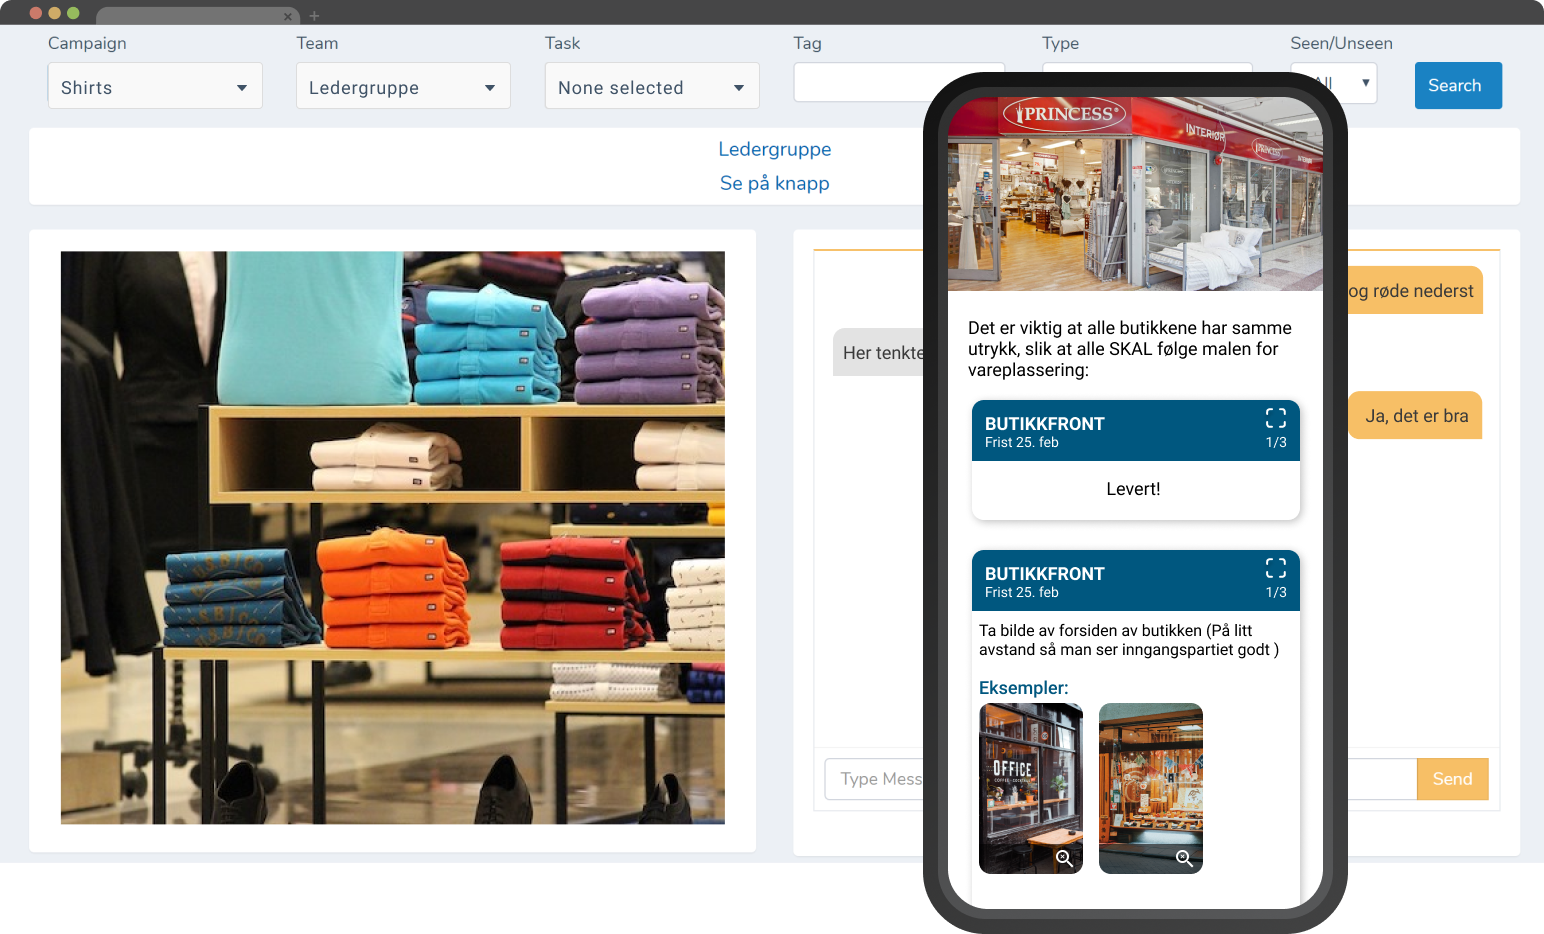 Campaign
Team
Task
Tag
Type
Seen/Unseen
Shirts
Ledergruppe
None selected
All
Search
Ledergruppe
Se på knapp
og røde nederst
Her tenkte
Ja, det er bra
Type Mess
Send
PRINCESS®
INTERIØR
PRINCESS
INTERIØR
Det er viktig at alle butikkene har samme
utrykk, slik at alle SKAL følge malen for
vareplassering:
BUTIKKFRONT
Frist 25. feb
1/3
Levert!
BUTIKKFRONT
Frist 25. feb
1/3
Ta bilde av forsiden av butikken (På litt
avstand så man ser inngangspartiet godt )
Eksempler:
OFFICE